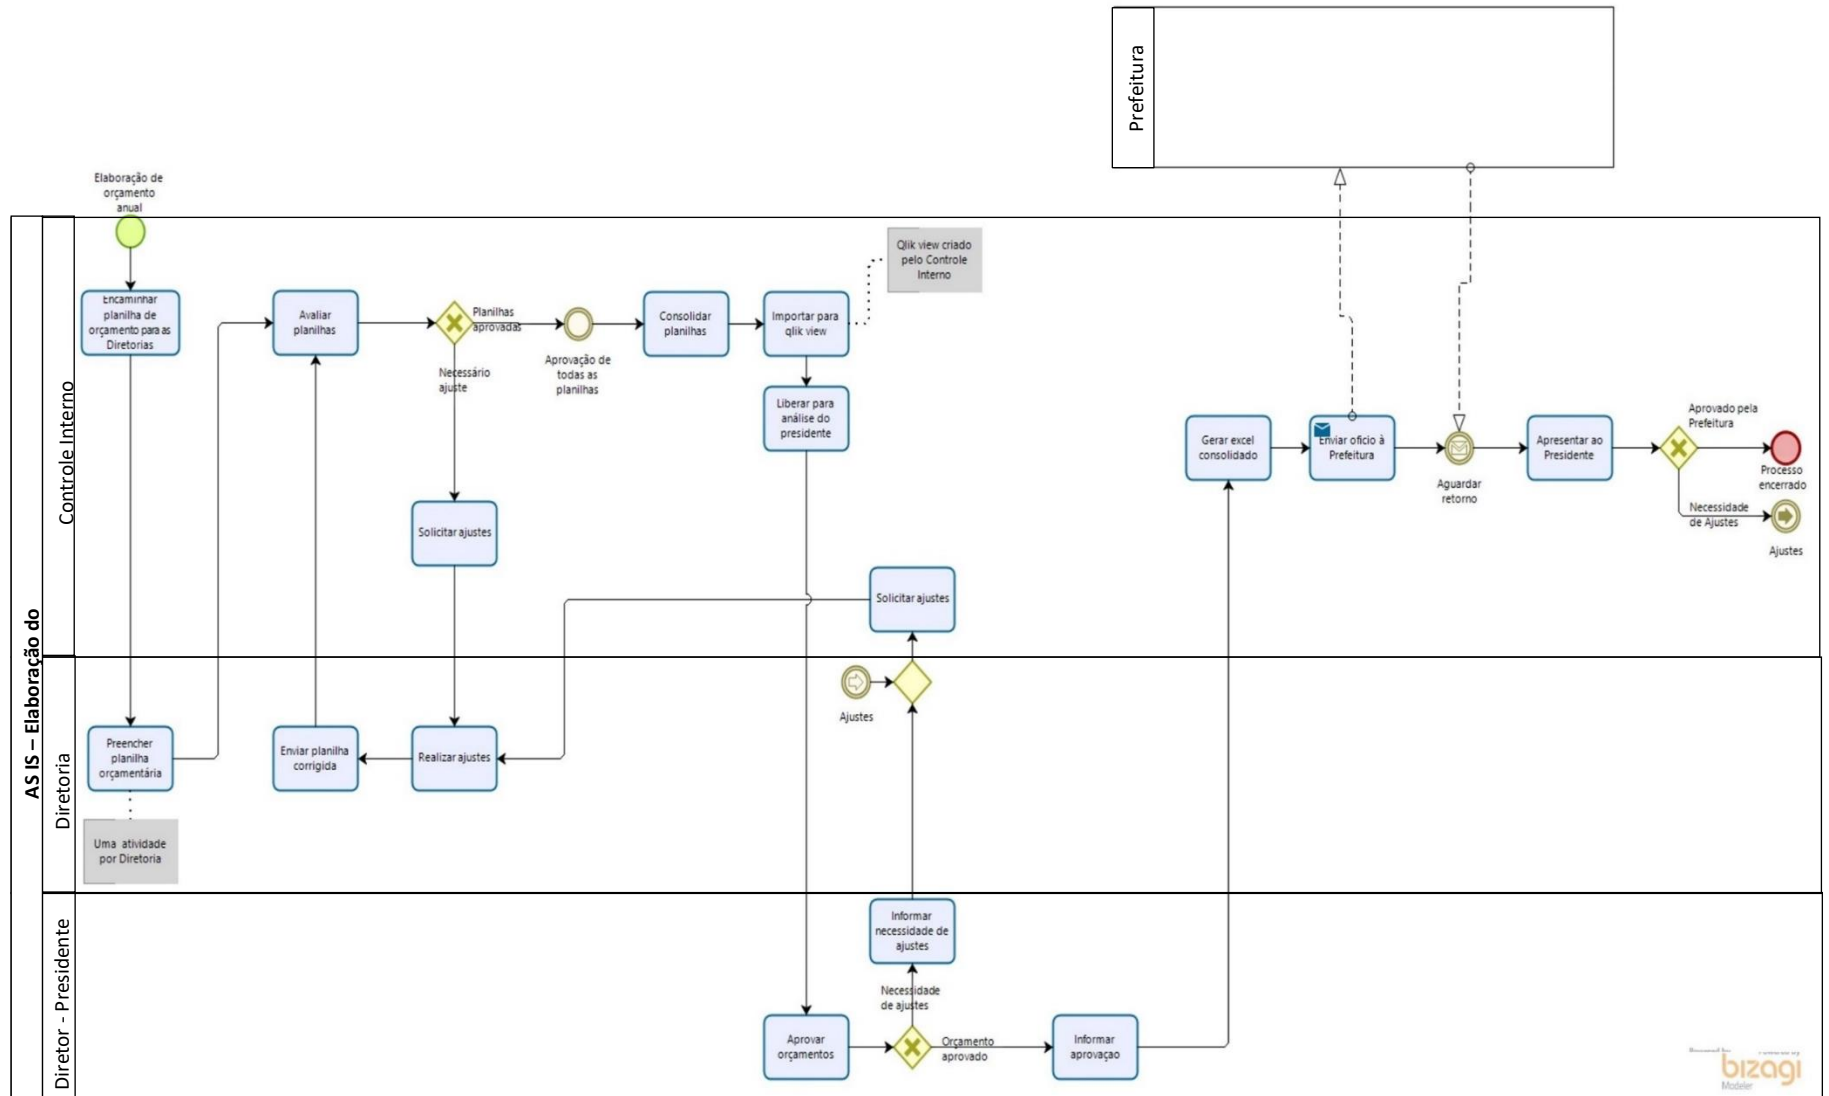 Prefeitura
Elaboração de
orçamento
anual
AS IS – Elaboração do
Controle Interno
Encaminhar
planilha de
orçamento para as
Diretorias
Avaliar
planilhas
Planilhas
aprovadas
Necessário
ajuste
Aprovação de
todas as
planilhas
Consolidar
planilhas
Importar para
qlik view
Qlik view criado
pelo Controle
Interno
Liberar para
análise do
presidente
Solicitar ajustes
Solicitar ajustes
Gerar excel
consolidado
Enviar oficio à
Prefeitura
Aguardar
retorno
Apresentar ao
Presidente
Aprovado pela
Prefeitura
Processo
encerrado
Necessidade
de Ajustes
Ajustes
Diretoria
Preencher
planilha
orçamentária
Uma atividade
por Diretoria
Enviar planilha
corrigida
Realizar ajustes
Ajustes
Diretor - Presidente
Informar
necessidade de
ajustes
Necessidade
de ajustes
Aprovar
orçamentos
Orçamento
aprovado
Informar
aprovaçao
bizagi
Modeler